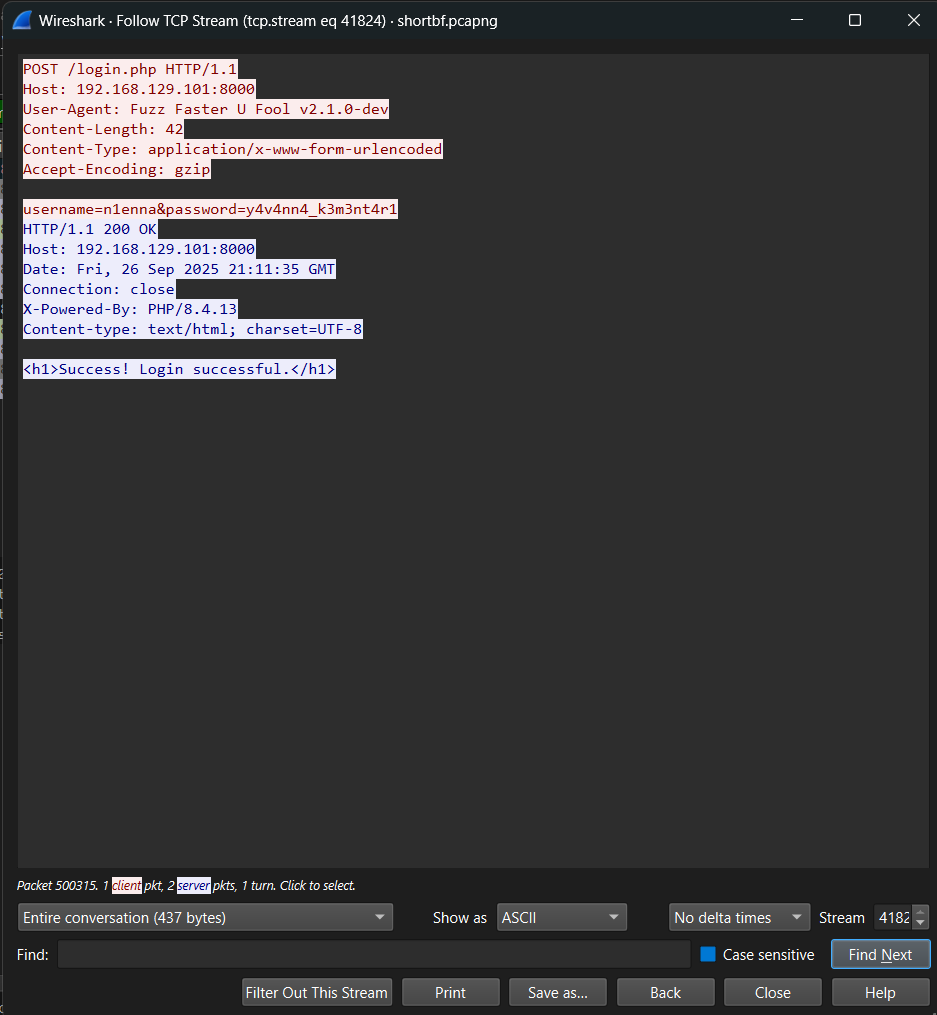 Wireshark · Follow TCP Stream (tcp.stream eq 41824) · shortbf.pcapng
POST /login.php HTTP/1.1
Host: 192.168.129.101:8000
User-Agent: Fuzz Faster U Fool v2.1.0-dev
Content-Length: 42
Content-Type: application/x-www-form-urlencoded
Accept-Encoding: gzip
username=n1enna&password=y4v4nn4_k3m3nt4r1
HTTP/1.1 200 OK
Host: 192.168.129.101:8000
Date: Fri, 26 Sep 2025 21:11:35 GMT
Connection: close
X-Powered-By: PHP/8.4.13
Content-type: text/html; charset=UTF-8
<h1>Success! Login successful.</h1>
Packet 500315. 1 client pkt, 2 server pkts, 1 turn. Click to select.
Entire conversation (437 bytes) Show as ASCII No delta times Stream 4182
Find: Case sensitive Find Next
Filter Out This Stream Print Save as... Back Close Help